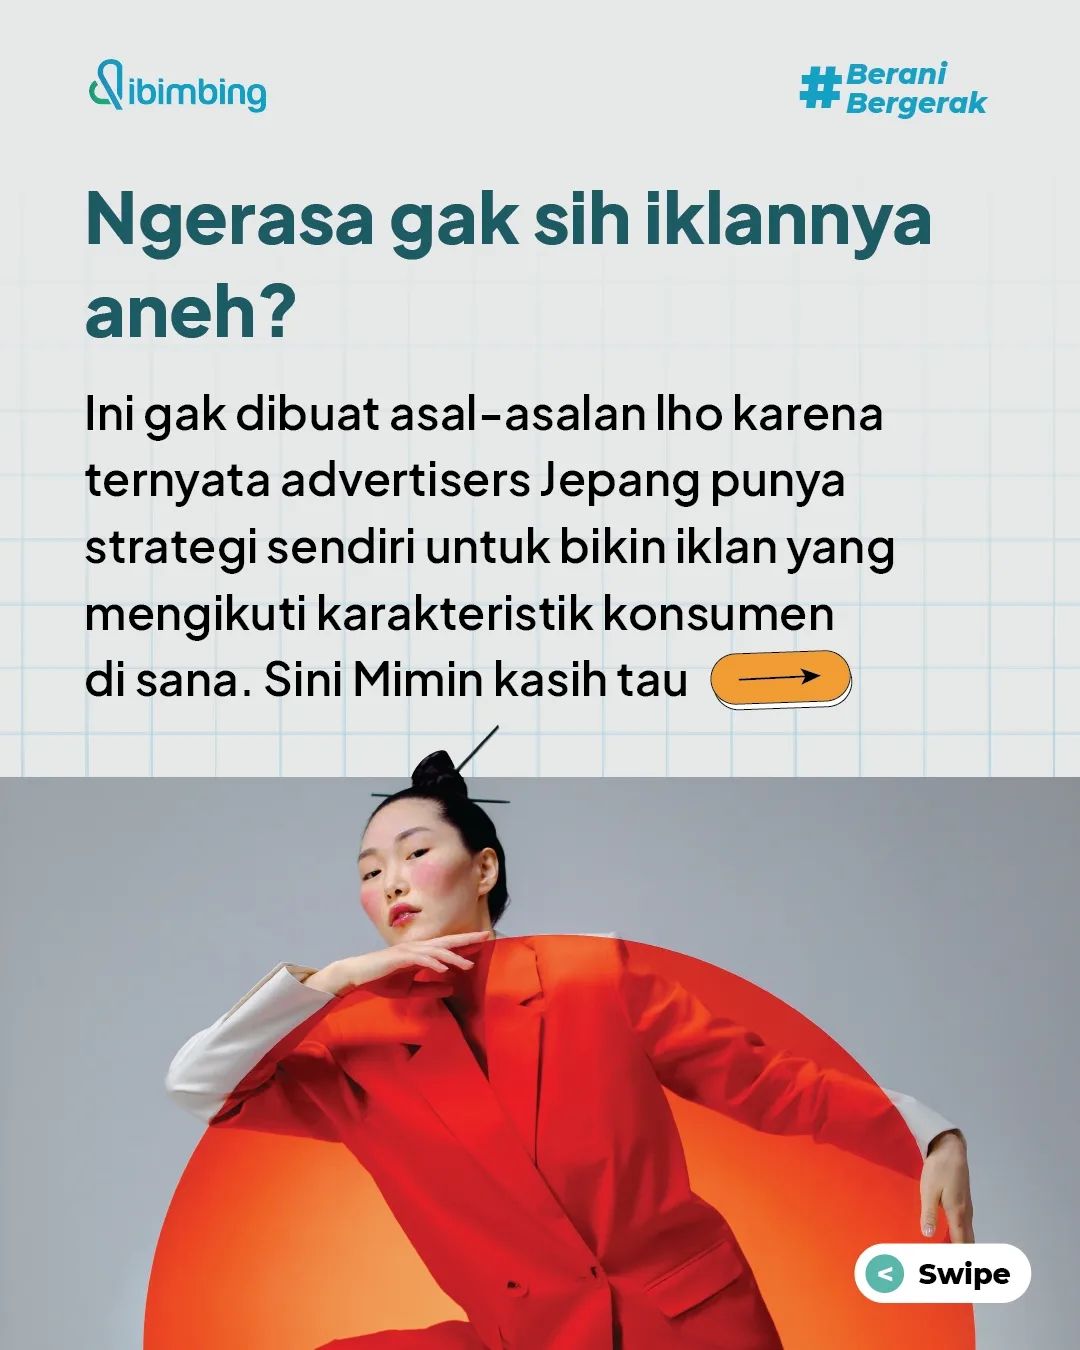 dibimbing
#Berani
Bergerak
Ngerasa gak sih iklannya
aneh?
Ini gak dibuat asal-asalan lho karena
ternyata advertisers Jepang punya
strategi sendiri untuk bikin iklan yang
mengikuti karakteristik konsumen
di sana. Sini Mimin kasih tau
< Swipe